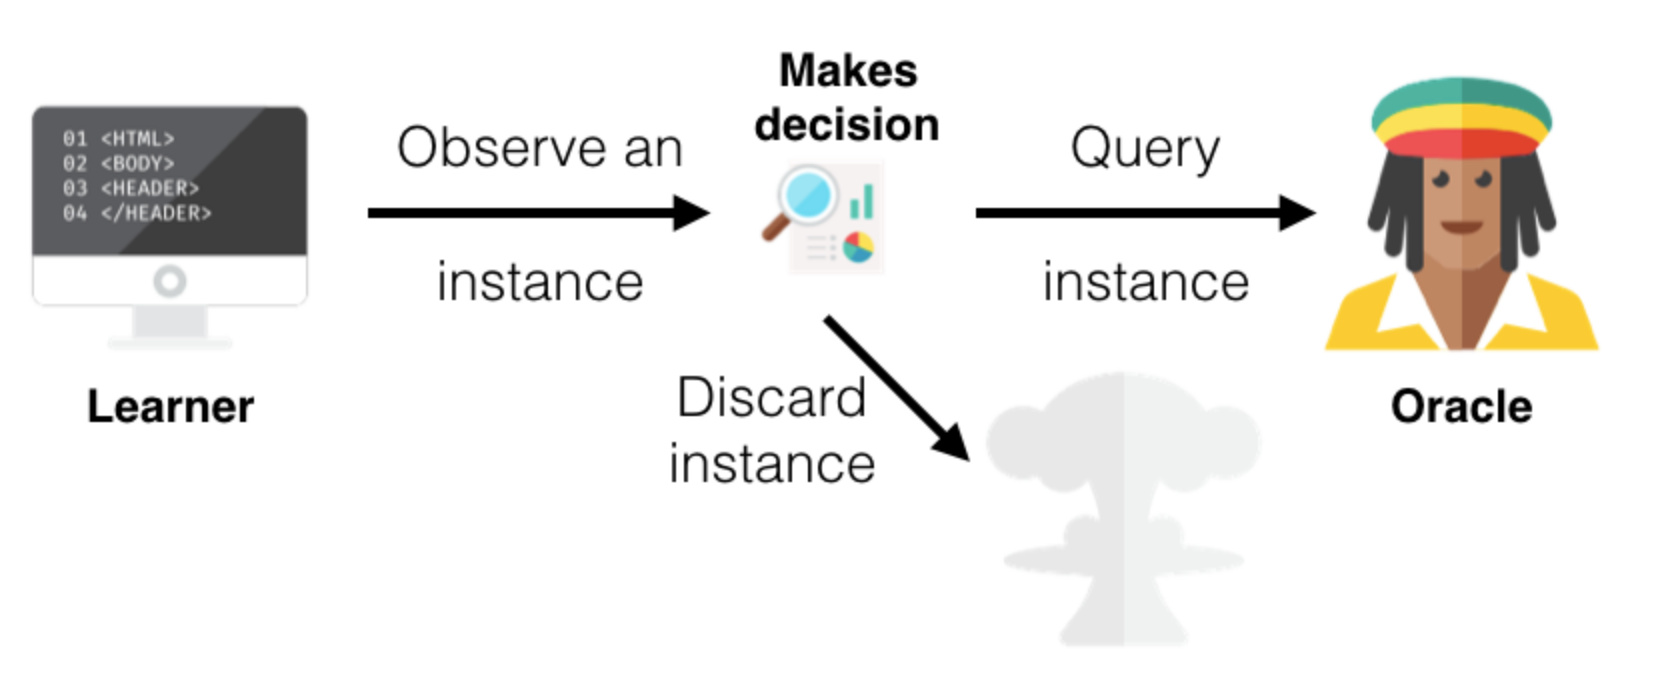 01 <HTML>
02 <BODY>
03 <HEADER>
04 </HEADER>
Learner
Observe an
instance
Makes
decision
Discard
instance
Query
instance
Oracle